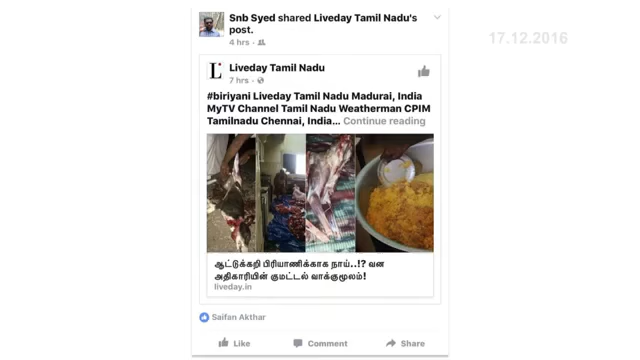 Snb Syed shared Liveday Tamil Nadu's
post.
4 hrs
17.12.2016
Liveday Tamil Nadu
7 hrs
#biriyani Liveday Tamil Nadu Madurai, India
MyTV Channel Tamil Nadu Weatherman CPIM
Tamilnadu Chennai, India... Continue reading
ஆட்டுக்கறி பிரியாணிக்காக நாய்..!? வன
அதிகாரியின் குமட்டல் வாக்குமூலம்!
liveday.in
Saifan Akthar
Like Comment Share